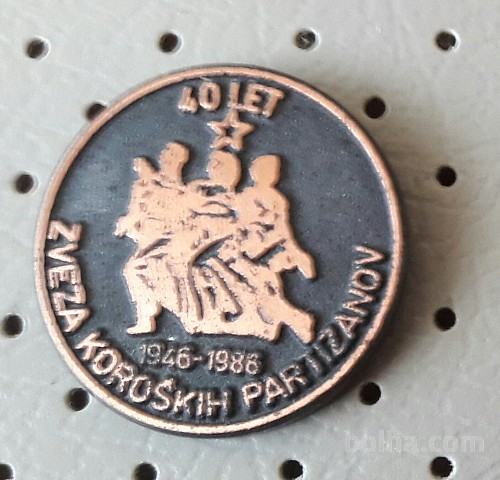 40 LET
1946-1986
ZVEZA KOROŠKIH PARTIZANOV
bolha.com